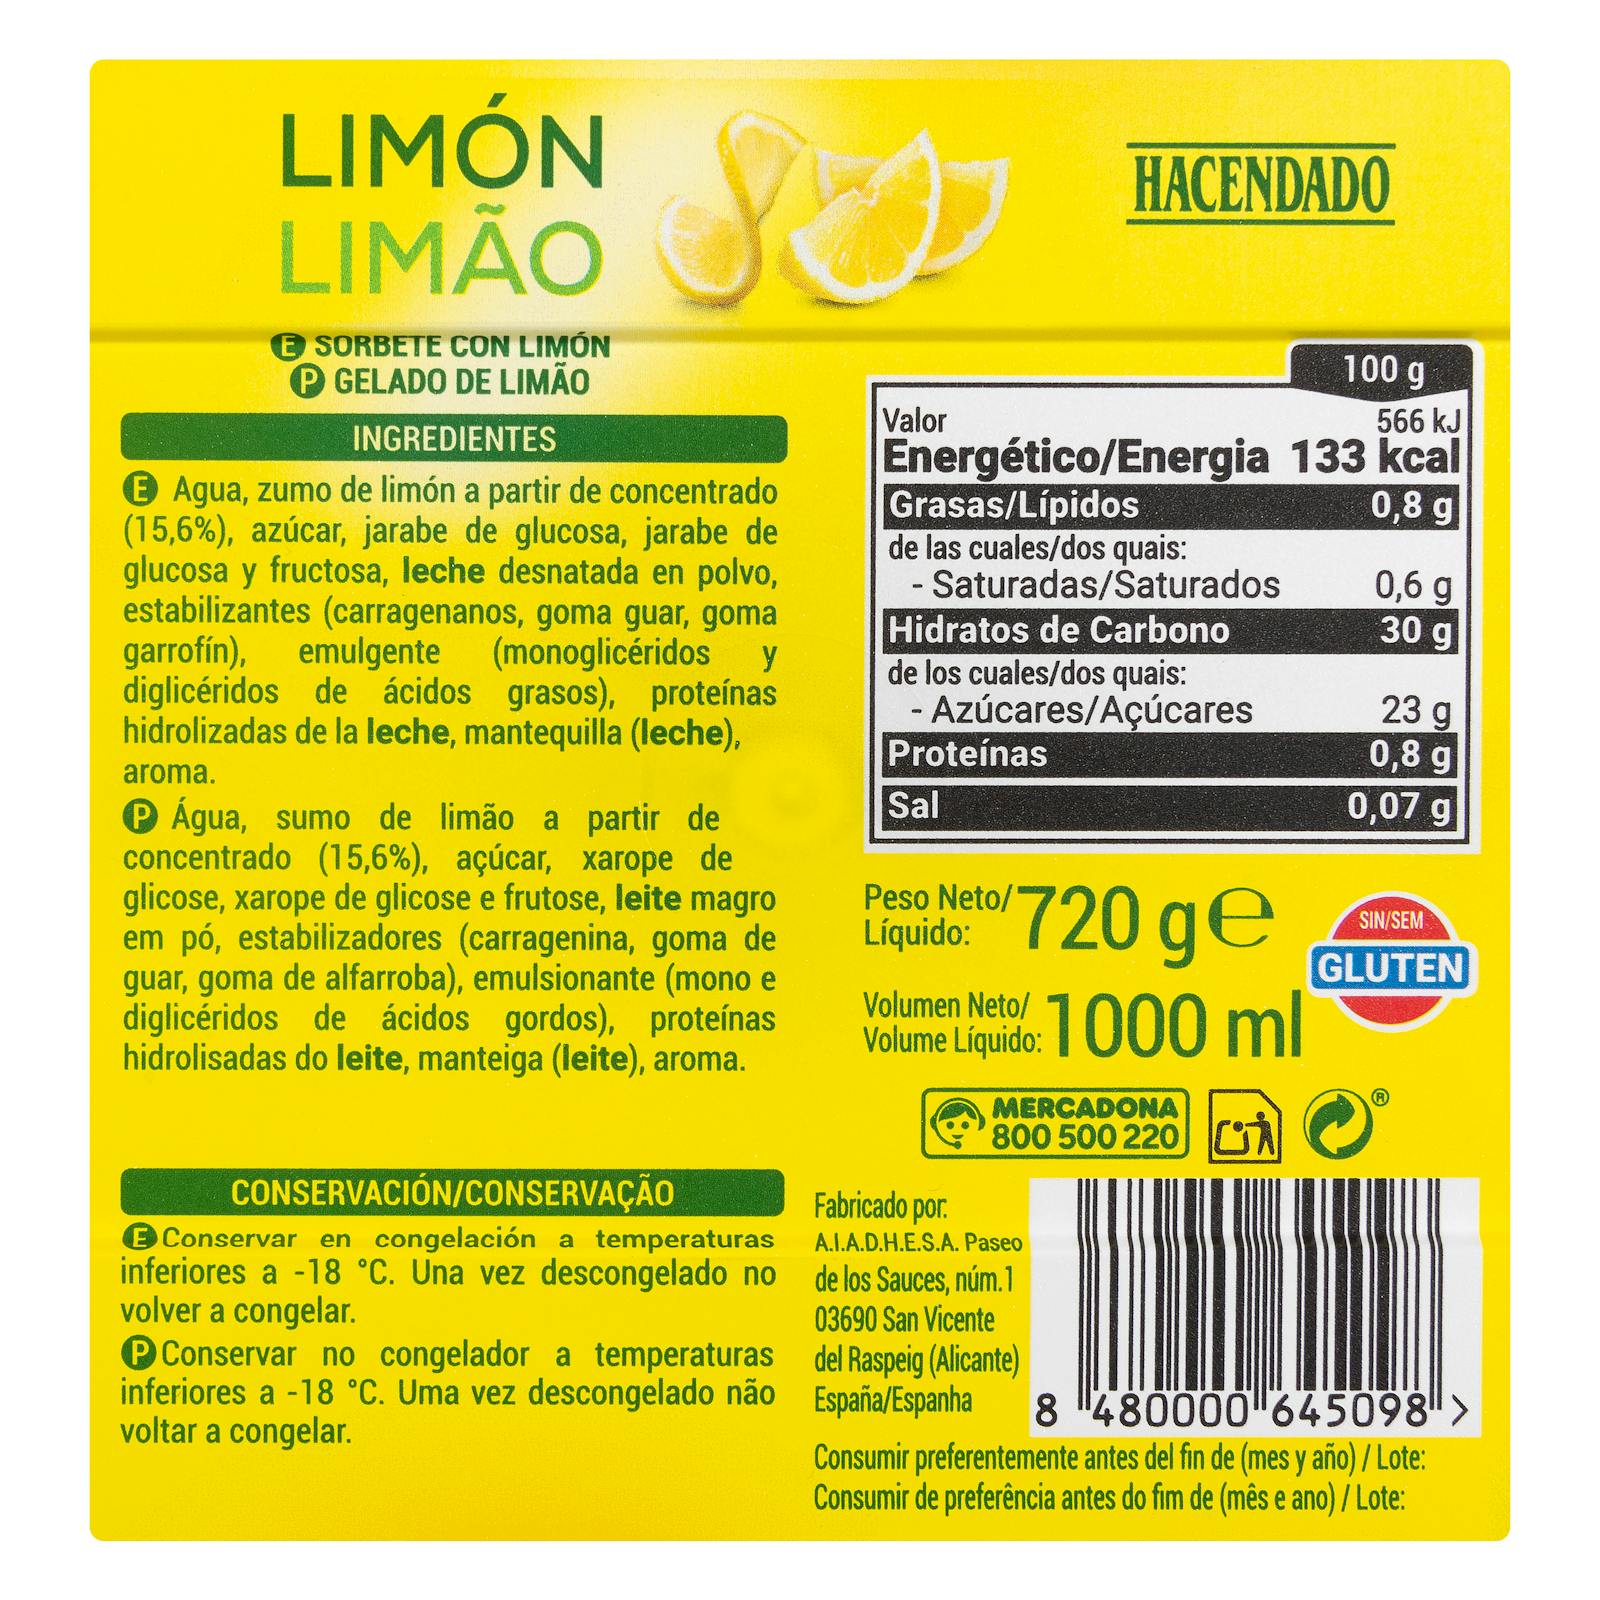 LIMÓN
LIMÃO
HACENDADO
E SORBETE CON LIMÓN
P GELADO DE LIMÃO
INGREDIENTES
E Agua, zumo de limón a partir de concentrado
(15,6%), azúcar, jarabe de glucosa, jarabe de
glucosa y fructosa, leche desnatada en polvo,
estabilizantes (carragenanos, goma guar, goma
garrofín), emulgente (monoglicéridos y
diglicéridos de ácidos grasos), proteínas
hidrolizadas de la leche, mantequilla (leche),
aroma.
P Água, sumo de limão a partir de
concentrado (15,6%), açúcar, xarope de
glicose, xarope de glicose e frutose, leite magro
em pó, estabilizadores (carragenina, goma de
guar, goma de alfarroba), emulsionante (mono e
diglicéridos de ácidos gordos), proteínas
hidrolisadas do leite, manteiga (leite), aroma.
CONSERVACIÓN/CONSERVAÇÃO
E Conservar en congelación a temperaturas
inferiores a -18 °C. Una vez descongelado no
volver a congelar.
P Conservar no congelador a temperaturas
inferiores a -18 °C. Uma vez descongelado não
voltar a congelar.
100 g
Valor 566 kJ
Energético/Energia 133 kcal
Grasas/Lípidos 0,8 g
de las cuales/dos quais:
- Saturadas/Saturados 0,6 g
Hidratos de Carbono 30 g
de los cuales/dos quais:
- Azúcares/Açúcares 23 g
Proteínas 0,8 g
Sal 0,07 g
Peso Neto/
Líquido: 720 g e
SIN/SEM
GLUTEN
Volumen Neto/
Volume Líquido: 1000 ml
MERCADONA
800 500 220
®
Fabricado por:
A.I.A.D.H.E.S.A. Paseo
de los Sauces, núm.1
03690 San Vicente
del Raspeig (Alicante)
España/Espanha
8 480000 645098 >
Consumir preferentemente antes del fin de (mes y año) / Lote:
Consumir de preferência antes do fim de (mês e ano) / Lote: